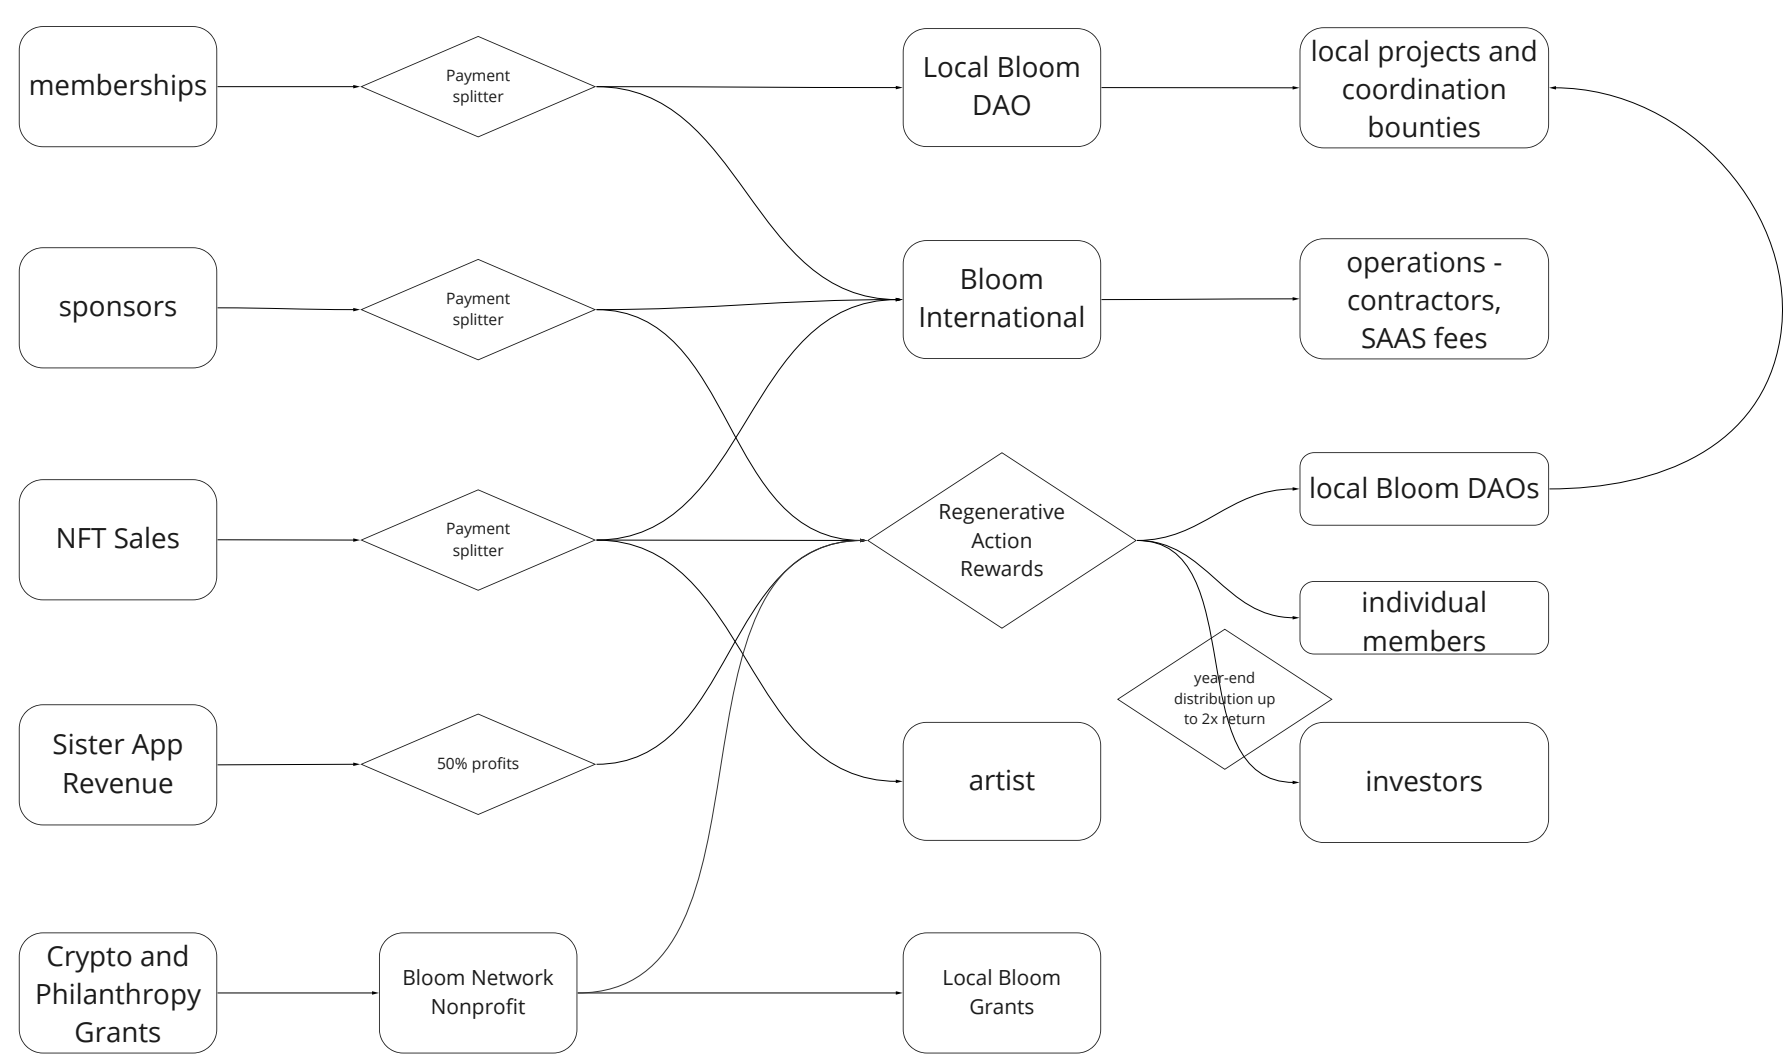 memberships
Payment
splitter
Local Bloom
DAO
local projects and
coordination
bounties
sponsors
Payment
splitter
Bloom
International
operations -
contractors,
SAAS fees
NFT Sales
Payment
splitter
Regenerative
Action
Rewards
local Bloom DAOs
individual
members
year-end
distribution up
to 2x return
Sister App
Revenue
50% profits
artist
investors
Crypto and
Philanthropy
Grants
Bloom Network
Nonprofit
Local Bloom
Grants